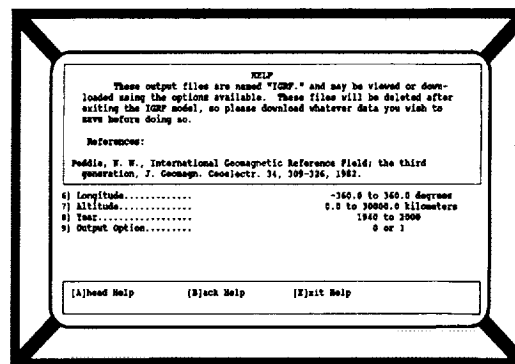 HELP
These output files are named "IGRF." and may be viewed or down-
loaded using the options available. These files will be deleted after
exiting the IGRF model, so please download whatever data you wish to
save before doing so.
References:
Peddie, N. W., International Geomagnetic Reference Field; the third
generation, J. Geomagn. Geoelectr. 34, 309-326, 1982.
6) Longitude............. -360.0 to 360.0 degrees
7) Altitude.............. 0.0 to 30000.0 kilometers
8) Year.................. 1940 to 2000
9) Output Option......... 0 or 1
[A]head Help [B]ack Help [E]xit Help